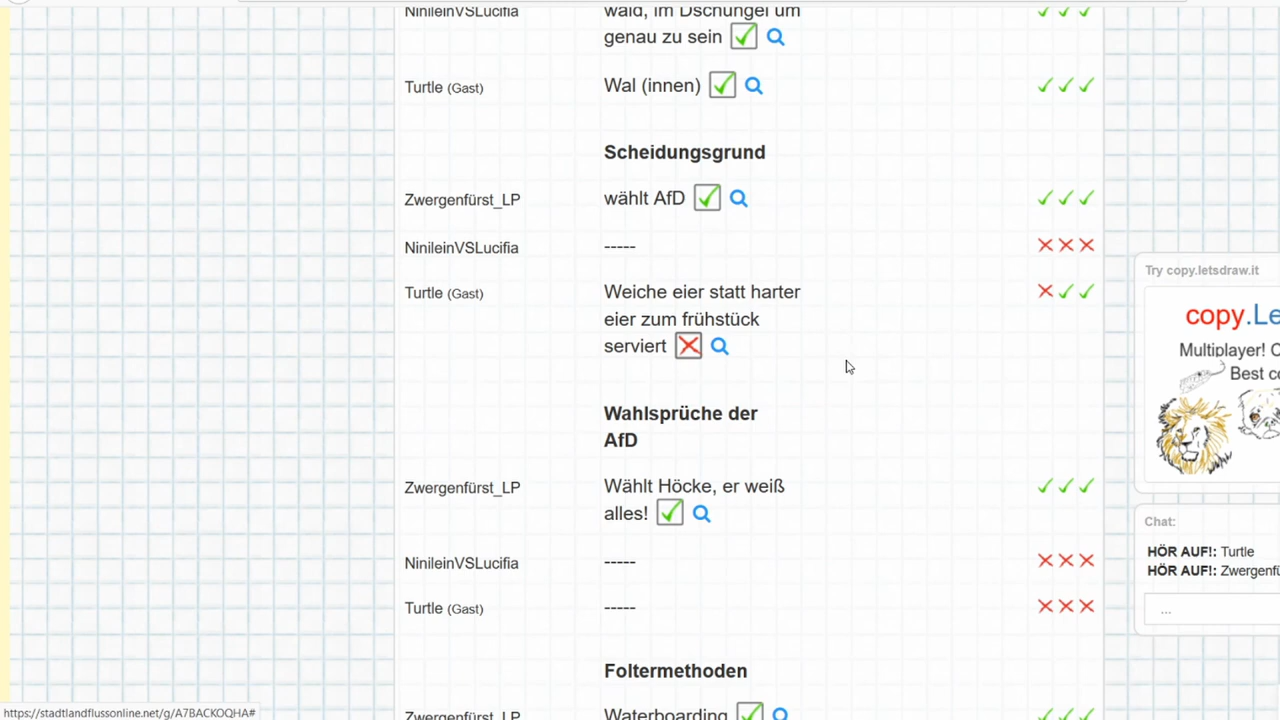 NinileinVSLucifia
wald, im Dschungel um
genau zu sein
Turtle (Gast)
Wal (innen)
Scheidungsgrund
Zwergenfürst_LP
wählt AfD
NinileinVSLucifia
-----
Turtle (Gast)
Weiche eier statt harter
eier zum frühstück
serviert
Wahlsprüche der
AfD
Zwergenfürst_LP
Wählt Höcke, er weiß
alles!
NinileinVSLucifia
-----
Turtle (Gast)
-----
Foltermethoden
Zwergenfürst_LP
Waterboarding
Try copy.letsdraw.it
copy.Le
Multiplayer! C
Best co
Chat:
HÖR AUF!: Turtle
HÖR AUF!: Zwergenfü
...
https://stadtlandflussonline.net/g/A7BACKOQHA#